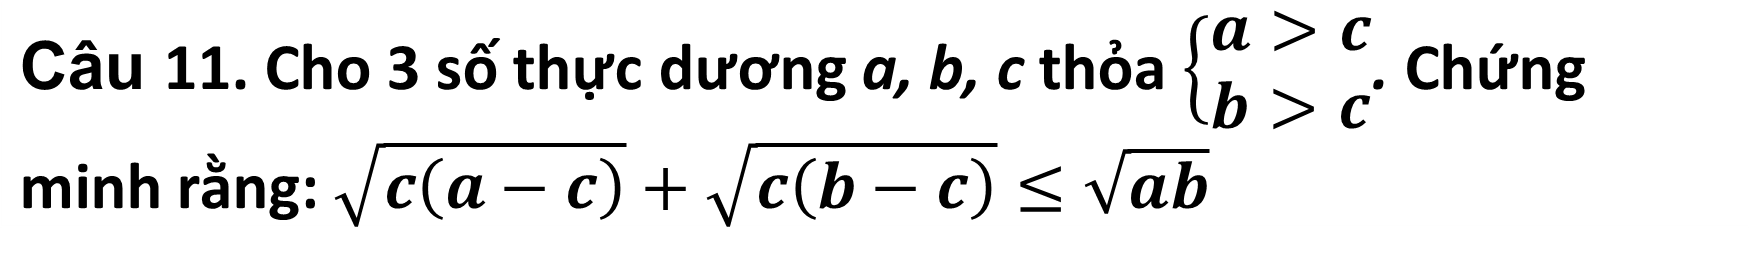 Câu 11. Cho 3 số thực dương a, b, c thỏa {a > c, b > c. Chứng
minh rằng: √(c(a − c)) + √(c(b − c)) ≤ √(ab)